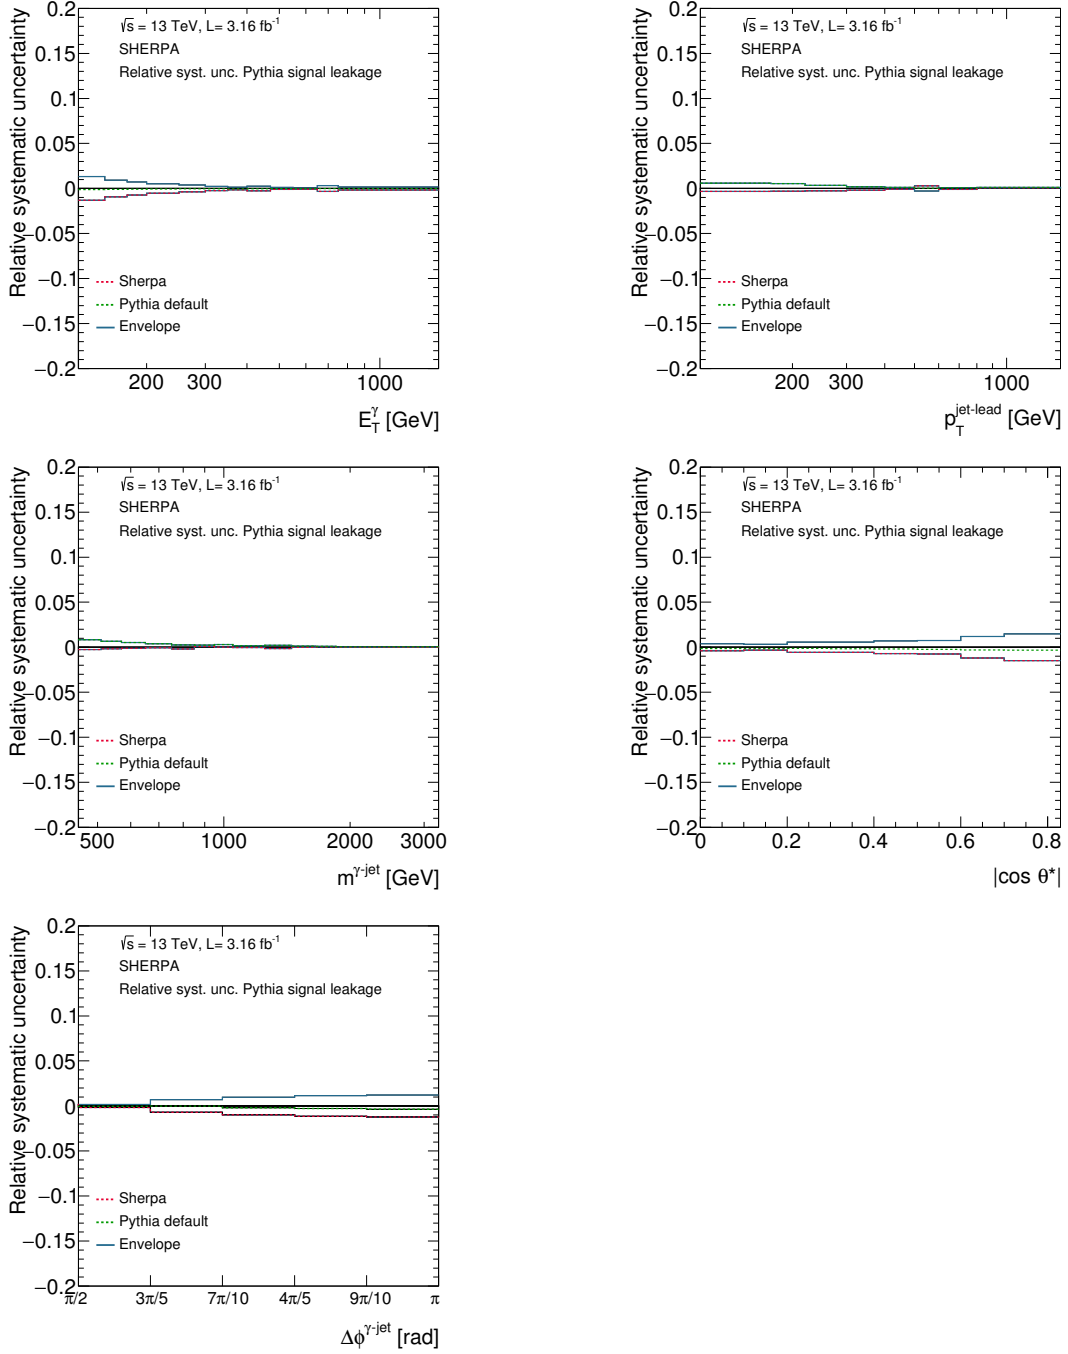 Relative systematic uncertainty
0.2
0.15
0.1
0.05
0
−0.05
−0.1
−0.15
−0.2
√s = 13 TeV, L= 3.16 fb-1
SHERPA
Relative syst. unc. Pythia signal leakage
Sherpa
Pythia default
Envelope
200 300 1000
E_T^γ [GeV]
Relative systematic uncertainty
0.2
0.15
0.1
0.05
0
−0.05
−0.1
−0.15
−0.2
√s = 13 TeV, L= 3.16 fb-1
SHERPA
Relative syst. unc. Pythia signal leakage
Sherpa
Pythia default
Envelope
200 300 1000
p_T^jet-lead [GeV]
Relative systematic uncertainty
0.2
0.15
0.1
0.05
0
−0.05
−0.1
−0.15
−0.2
√s = 13 TeV, L= 3.16 fb-1
SHERPA
Relative syst. unc. Pythia signal leakage
Sherpa
Pythia default
Envelope
500 1000 2000 3000
m^γ-jet [GeV]
Relative systematic uncertainty
0.2
0.15
0.1
0.05
0
−0.05
−0.1
−0.15
−0.2
√s = 13 TeV, L= 3.16 fb-1
SHERPA
Relative syst. unc. Pythia signal leakage
Sherpa
Pythia default
Envelope
0 0.2 0.4 0.6 0.8
|cos θ*|
Relative systematic uncertainty
0.2
0.15
0.1
0.05
0
−0.05
−0.1
−0.15
−0.2
√s = 13 TeV, L= 3.16 fb-1
SHERPA
Relative syst. unc. Pythia signal leakage
Sherpa
Pythia default
Envelope
π/2 3π/5 7π/10 4π/5 9π/10 π
Δϕ^γ-jet [rad]